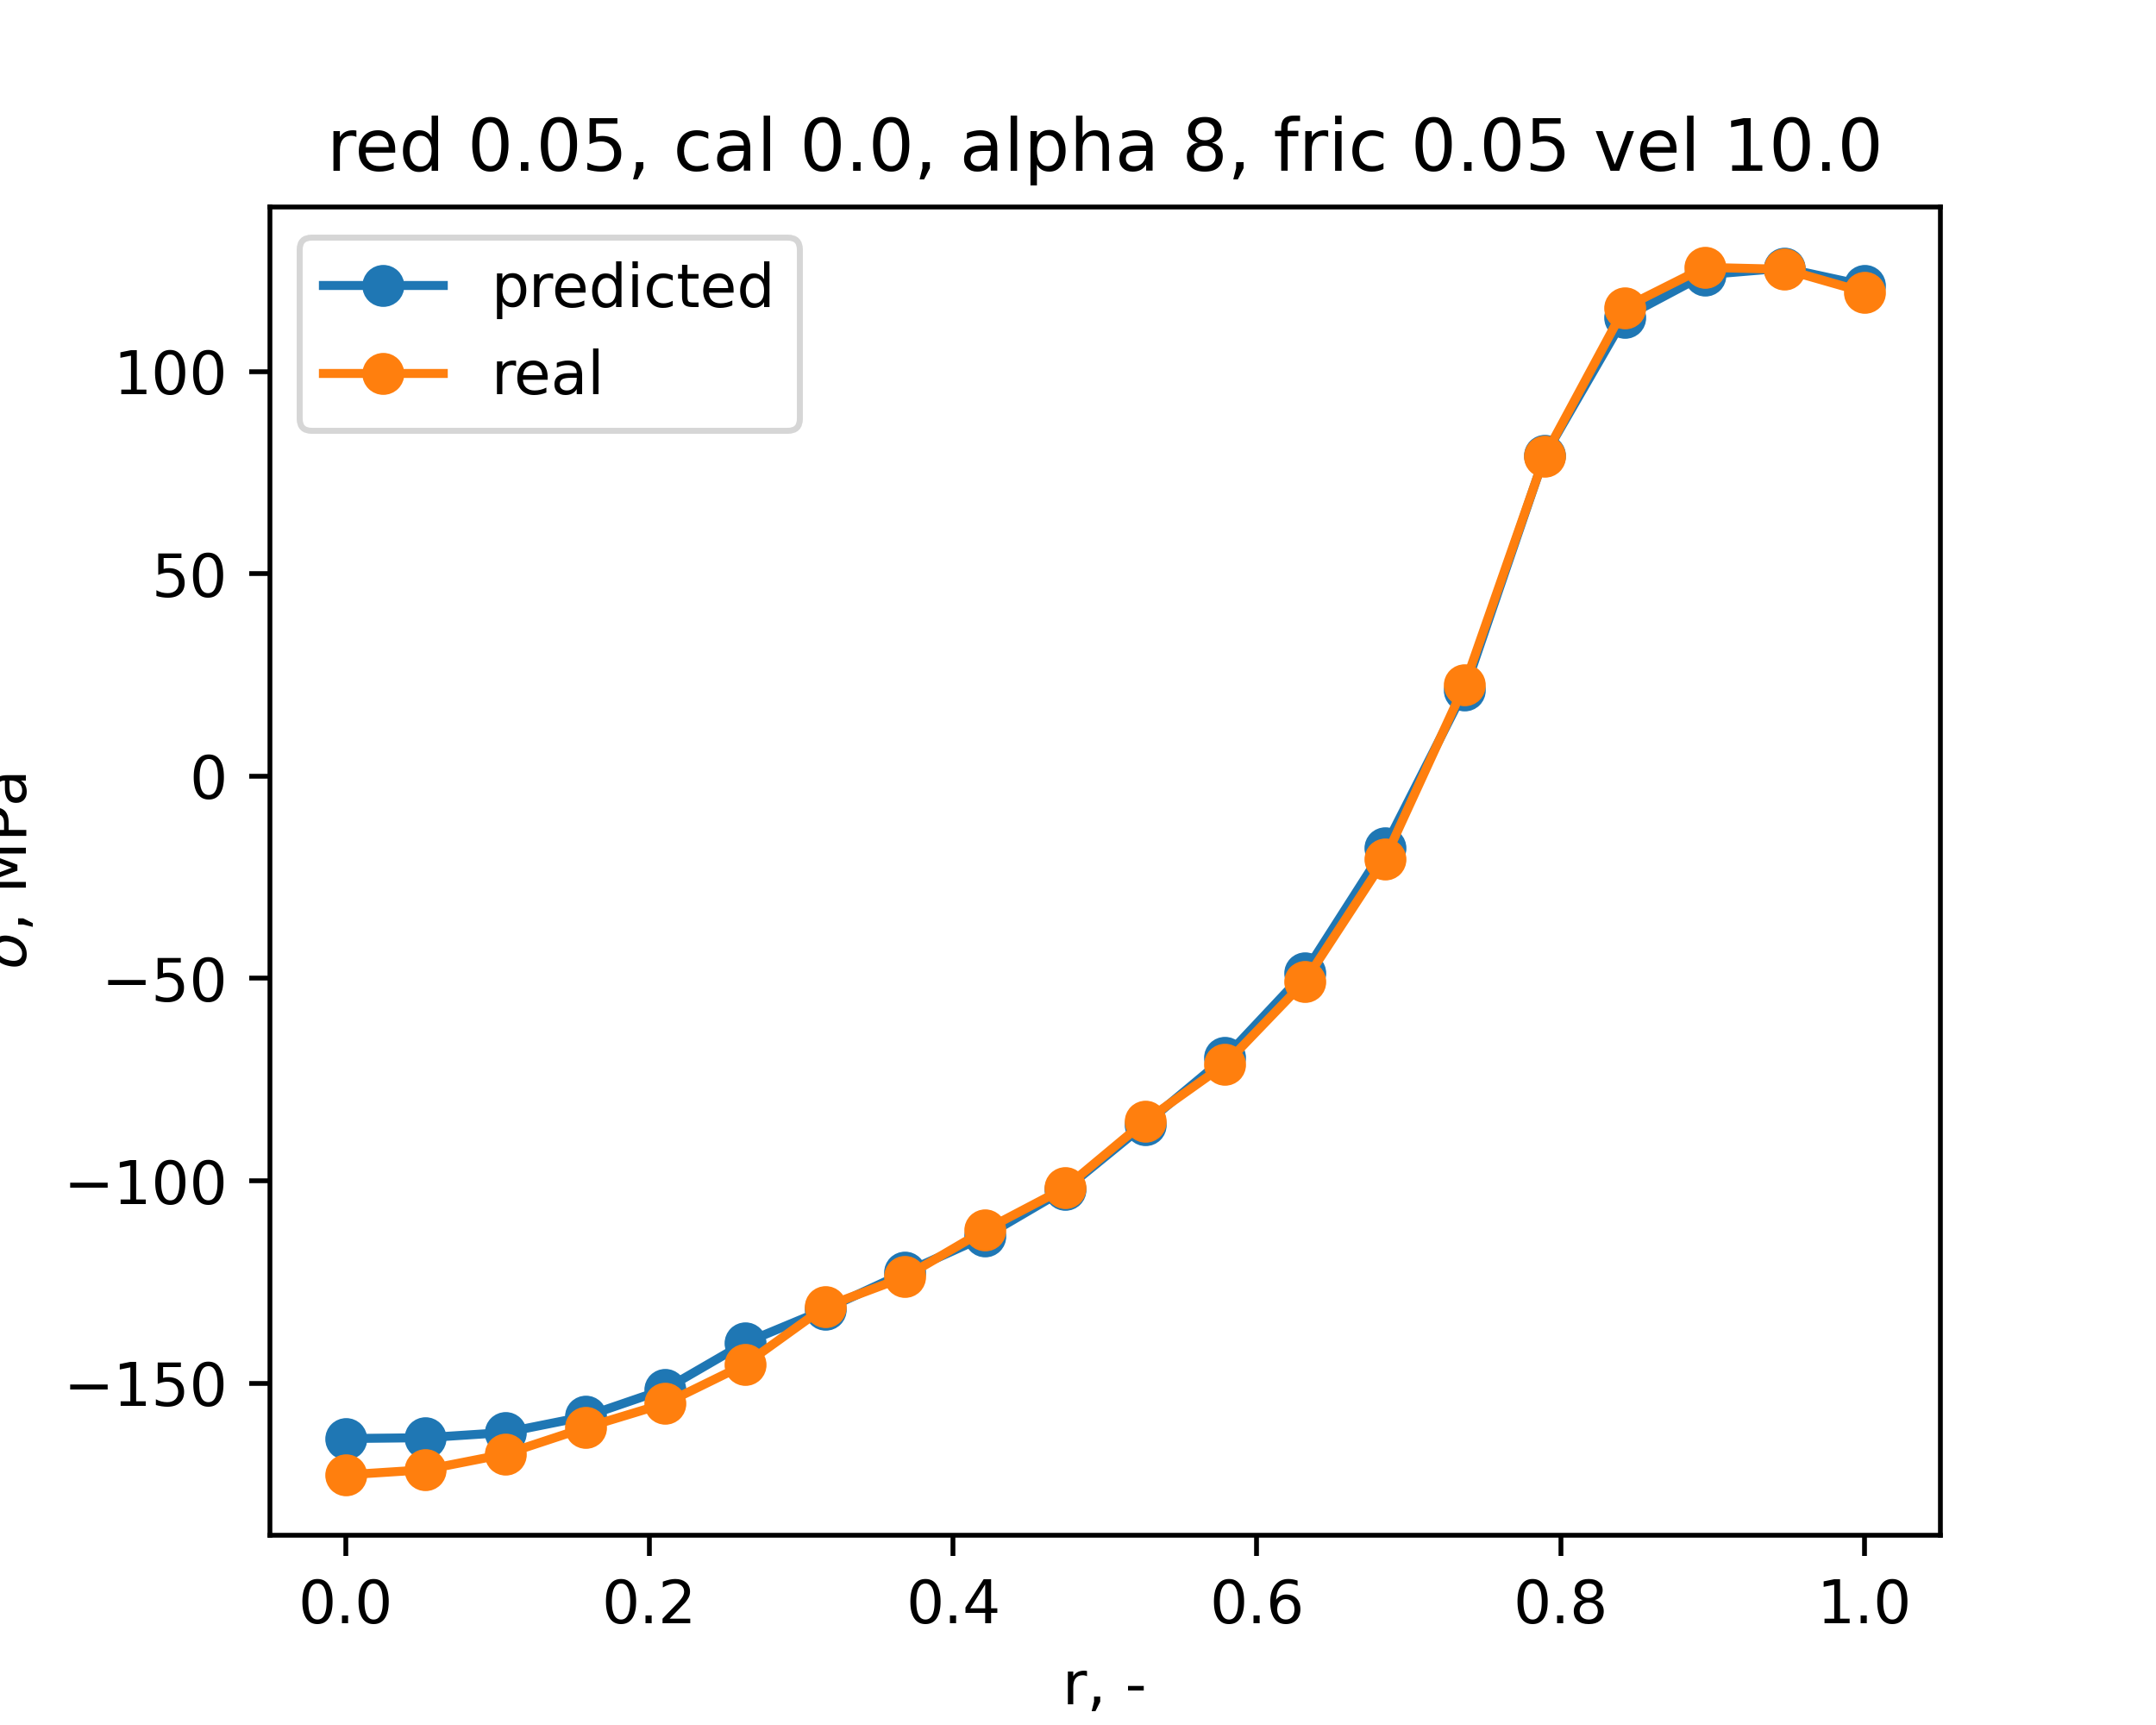 red 0.05, cal 0.0, alpha 8, fric 0.05 vel 10.0
predicted
real
100
50
0
−50
−100
−150
σ, MPa
0.0 0.2 0.4 0.6 0.8 1.0
r, -